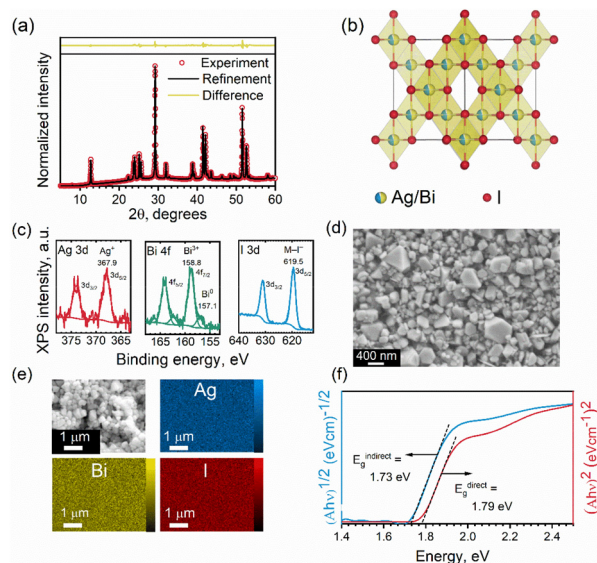 (a)
Normalized intensity
Experiment
Refinement
Difference
10 20 30 40 50 60
2θ, degrees
(b)
Ag/Bi
I
(c)
XPS intensity, a.u.
Ag 3d
Ag⁺
367.9
3d₅/₂
3d₃/₂
375 370 365
Bi 4f
Bi³⁺
158.8
4f₇/₂
4f₅/₂
Bi⁰
157.1
165 160 155
I 3d
M–I⁻
619.5
3d₅/₂
3d₃/₂
640 630 620
Binding energy, eV
(d)
400 nm
(e)
1 μm
Ag
1 μm
Bi
1 μm
I
1 μm
(f)
(Ahν)¹/² (eVcm)⁻¹/²
(Ahν)² (eVcm⁻¹)²
E_g^indirect =
1.73 eV
E_g^direct =
1.79 eV
1.4 1.6 1.8 2.0 2.2 2.4
Energy, eV